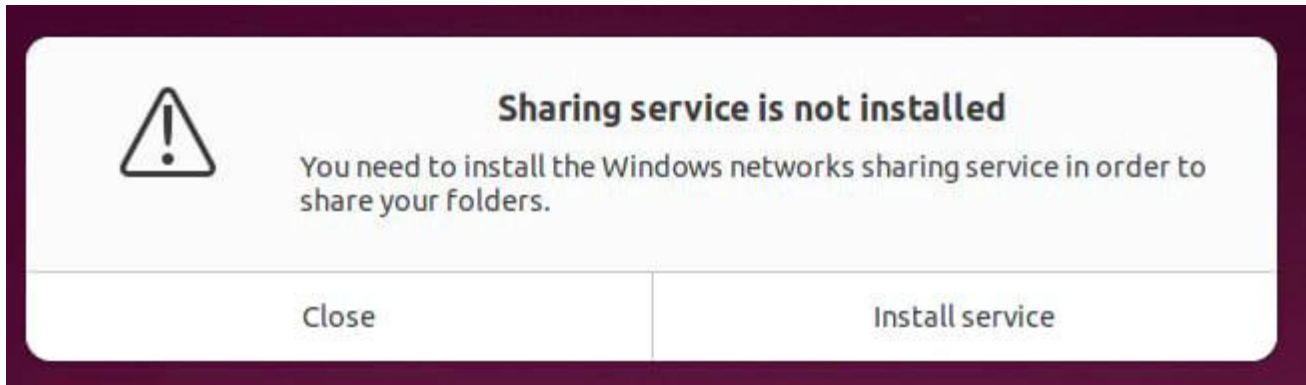 Sharing service is not installed
You need to install the Windows networks sharing service in order to
share your folders.
Close
Install service